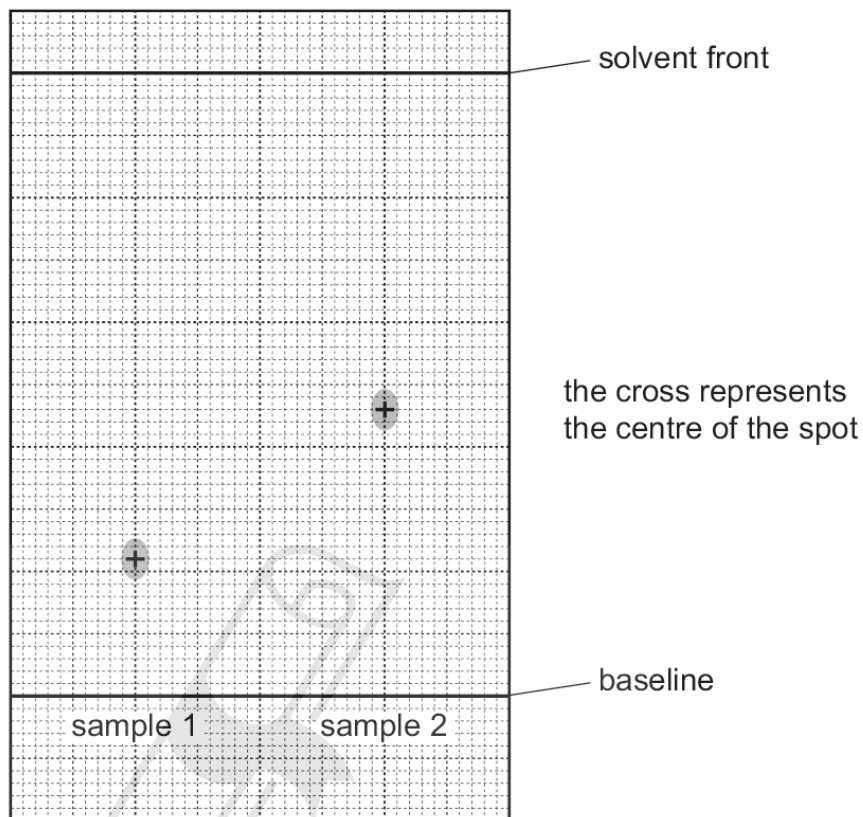 solvent front
the cross represents
the centre of the spot
baseline
sample 1
sample 2